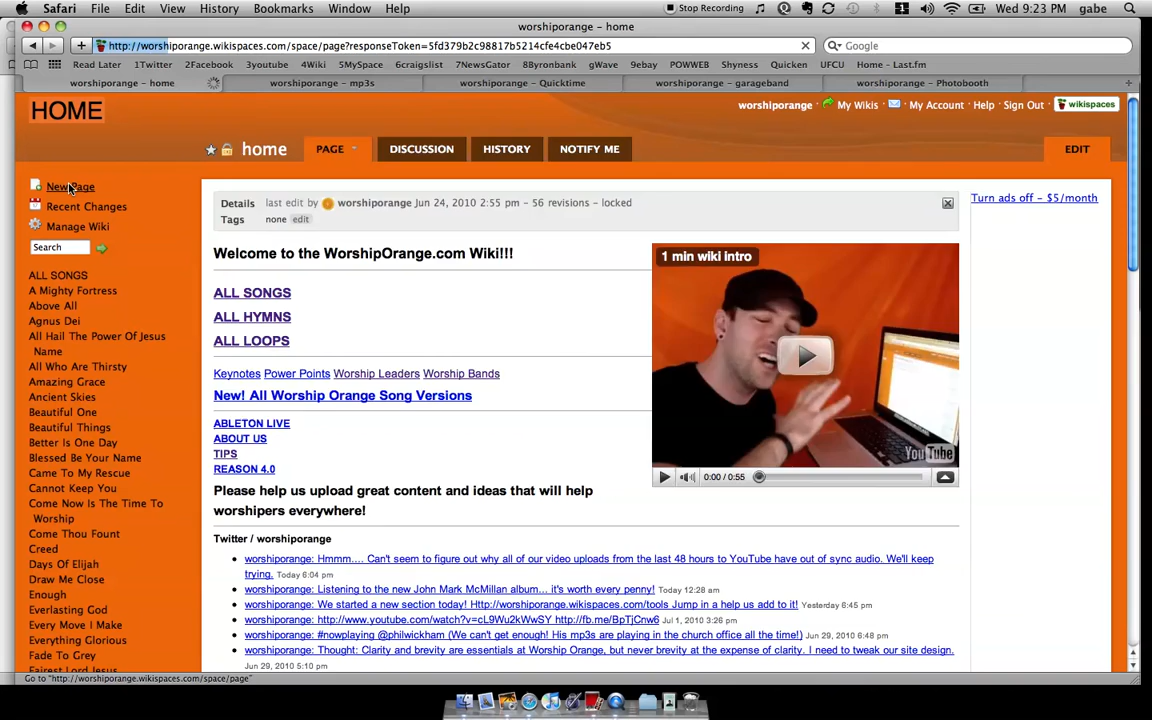 Safari File Edit View History Bookmarks Window Help Stop Recording 1 Wed 9:23 PM gabe
worshiporange - home
http://worshiporange.wikispaces.com/space/page?responseToken=5fd379b2c98817b5214cfe4cbe047eb5 Google
Read Later 1Twitter 2Facebook 3youtube 4Wiki 5MySpace 6craigslist 7NewsGator 8Byronbank gWave 9ebay POWWEB Shyness Quicken UFCU Home - Last.fm
worshiporange - home worshiporange - mp3s worshiporange - Quicktime worshiporange - garageband worshiporange - Photobooth
HOME
worshiporange · My Wikis · My Account · Help · Sign Out · wikispaces
home PAGE DISCUSSION HISTORY NOTIFY ME EDIT
New Page
Recent Changes
Manage Wiki
Search
ALL SONGS
A Mighty Fortress
Above All
Agnus Dei
All Hail The Power Of Jesus
Name
All Who Are Thirsty
Amazing Grace
Ancient Skies
Beautiful One
Beautiful Things
Better Is One Day
Blessed Be Your Name
Came To My Rescue
Cannot Keep You
Come Now Is The Time To
Worship
Come Thou Fount
Creed
Days Of Elijah
Draw Me Close
Enough
Everlasting God
Every Move I Make
Everything Glorious
Fade To Grey
Fairest Lord Jesus
Details last edit by worshiporange Jun 24, 2010 2:55 pm - 56 revisions - locked
Tags none edit
Turn ads off - $5/month
Welcome to the WorshipOrange.com Wiki!!!
ALL SONGS
ALL HYMNS
ALL LOOPS
Keynotes Power Points Worship Leaders Worship Bands
New! All Worship Orange Song Versions
ABLETON LIVE
ABOUT US
TIPS
REASON 4.0
Please help us upload great content and ideas that will help
worshipers everywhere!
1 min wiki intro
YouTube
0:00 / 0:55
Twitter / worshiporange
worshiporange: Hmmm.... Can't seem to figure out why all of our video uploads from the last 48 hours to YouTube have out of sync audio. We'll keep
trying. Today 6:04 pm
worshiporange: Listening to the new John Mark McMillan album... it's worth every penny! Today 12:28 am
worshiporange: We started a new section today! Http://worshiporange.wikispaces.com/tools Jump in a help us add to it! Yesterday 6:45 pm
worshiporange: http://www.youtube.com/watch?v=cL9Wu2kWwSY http://fb.me/BpTjCnw6 Jul 1, 2010 3:26 pm
worshiporange: #nowplaying @philwickham (We can't get enough! His mp3s are playing in the church office all the time!) Jun 29, 2010 6:48 pm
worshiporange: Thought: Clarity and brevity are essentials at Worship Orange, but never brevity at the expense of clarity. I need to tweak our site design.
Jun 29, 2010 5:10 pm
Go to "http://worshiporange.wikispaces.com/space/page"